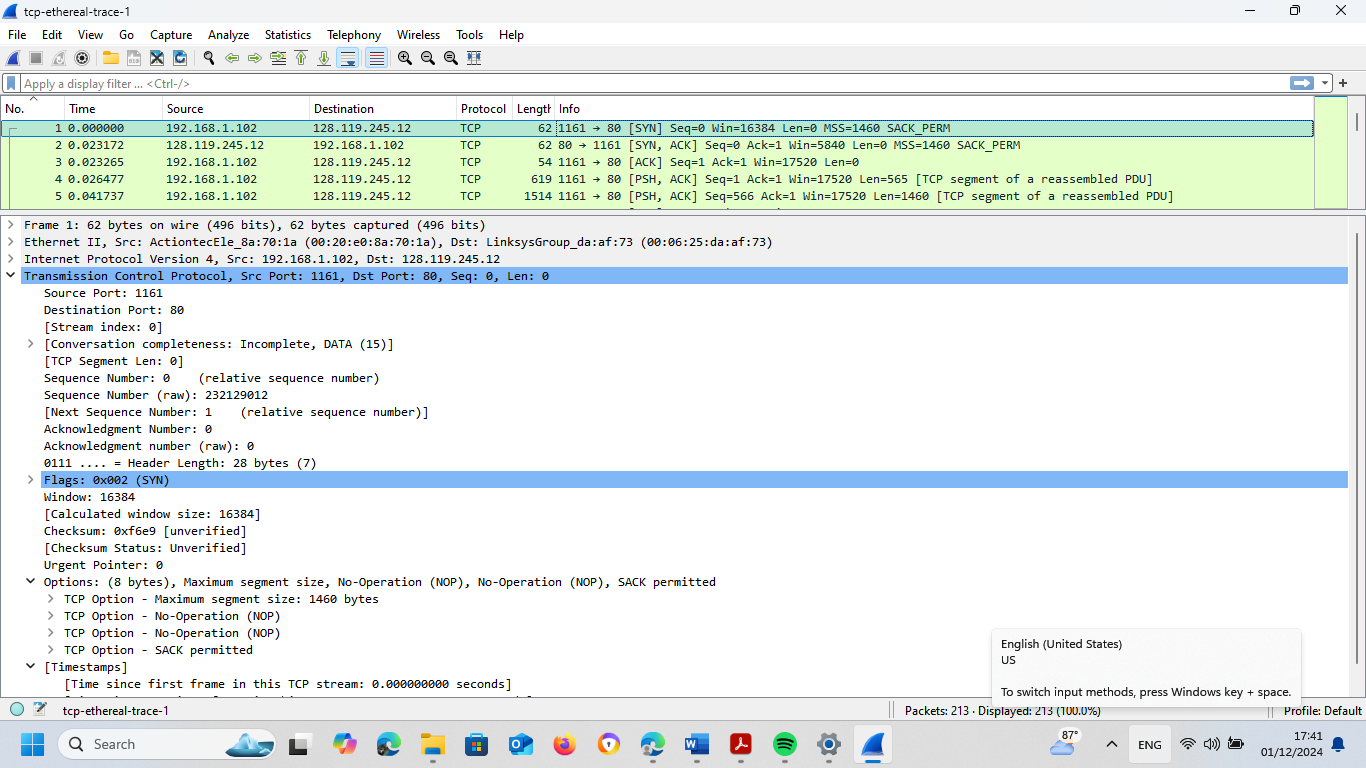 tcp-ethereal-trace-1
File Edit View Go Capture Analyze Statistics Telephony Wireless Tools Help
Apply a display filter ... <Ctrl-/>
No. Time Source Destination Protocol Length Info
1 0.000000 192.168.1.102 128.119.245.12 TCP 62 1161 → 80 [SYN] Seq=0 Win=16384 Len=0 MSS=1460 SACK_PERM
2 0.023172 128.119.245.12 192.168.1.102 TCP 62 80 → 1161 [SYN, ACK] Seq=0 Ack=1 Win=5840 Len=0 MSS=1460 SACK_PERM
3 0.023265 192.168.1.102 128.119.245.12 TCP 54 1161 → 80 [ACK] Seq=1 Ack=1 Win=17520 Len=0
4 0.026477 192.168.1.102 128.119.245.12 TCP 619 1161 → 80 [PSH, ACK] Seq=1 Ack=1 Win=17520 Len=565 [TCP segment of a reassembled PDU]
5 0.041737 192.168.1.102 128.119.245.12 TCP 1514 1161 → 80 [PSH, ACK] Seq=566 Ack=1 Win=17520 Len=1460 [TCP segment of a reassembled PDU]
Frame 1: 62 bytes on wire (496 bits), 62 bytes captured (496 bits)
Ethernet II, Src: ActiontecEle_8a:70:1a (00:20:e0:8a:70:1a), Dst: LinksysGroup_da:af:73 (00:06:25:da:af:73)
Internet Protocol Version 4, Src: 192.168.1.102, Dst: 128.119.245.12
Transmission Control Protocol, Src Port: 1161, Dst Port: 80, Seq: 0, Len: 0
Source Port: 1161
Destination Port: 80
[Stream index: 0]
[Conversation completeness: Incomplete, DATA (15)]
[TCP Segment Len: 0]
Sequence Number: 0 (relative sequence number)
Sequence Number (raw): 232129012
[Next Sequence Number: 1 (relative sequence number)]
Acknowledgment Number: 0
Acknowledgment number (raw): 0
0111 .... = Header Length: 28 bytes (7)
Flags: 0x002 (SYN)
Window: 16384
[Calculated window size: 16384]
Checksum: 0xf6e9 [unverified]
[Checksum Status: Unverified]
Urgent Pointer: 0
Options: (8 bytes), Maximum segment size, No-Operation (NOP), No-Operation (NOP), SACK permitted
TCP Option - Maximum segment size: 1460 bytes
TCP Option - No-Operation (NOP)
TCP Option - No-Operation (NOP)
TCP Option - SACK permitted
[Timestamps]
[Time since first frame in this TCP stream: 0.000000000 seconds]
English (United States)
US
To switch input methods, press Windows key + space.
tcp-ethereal-trace-1 Packets: 213 · Displayed: 213 (100.0%) Profile: Default
Search 87° ENG 17:41
01/12/2024